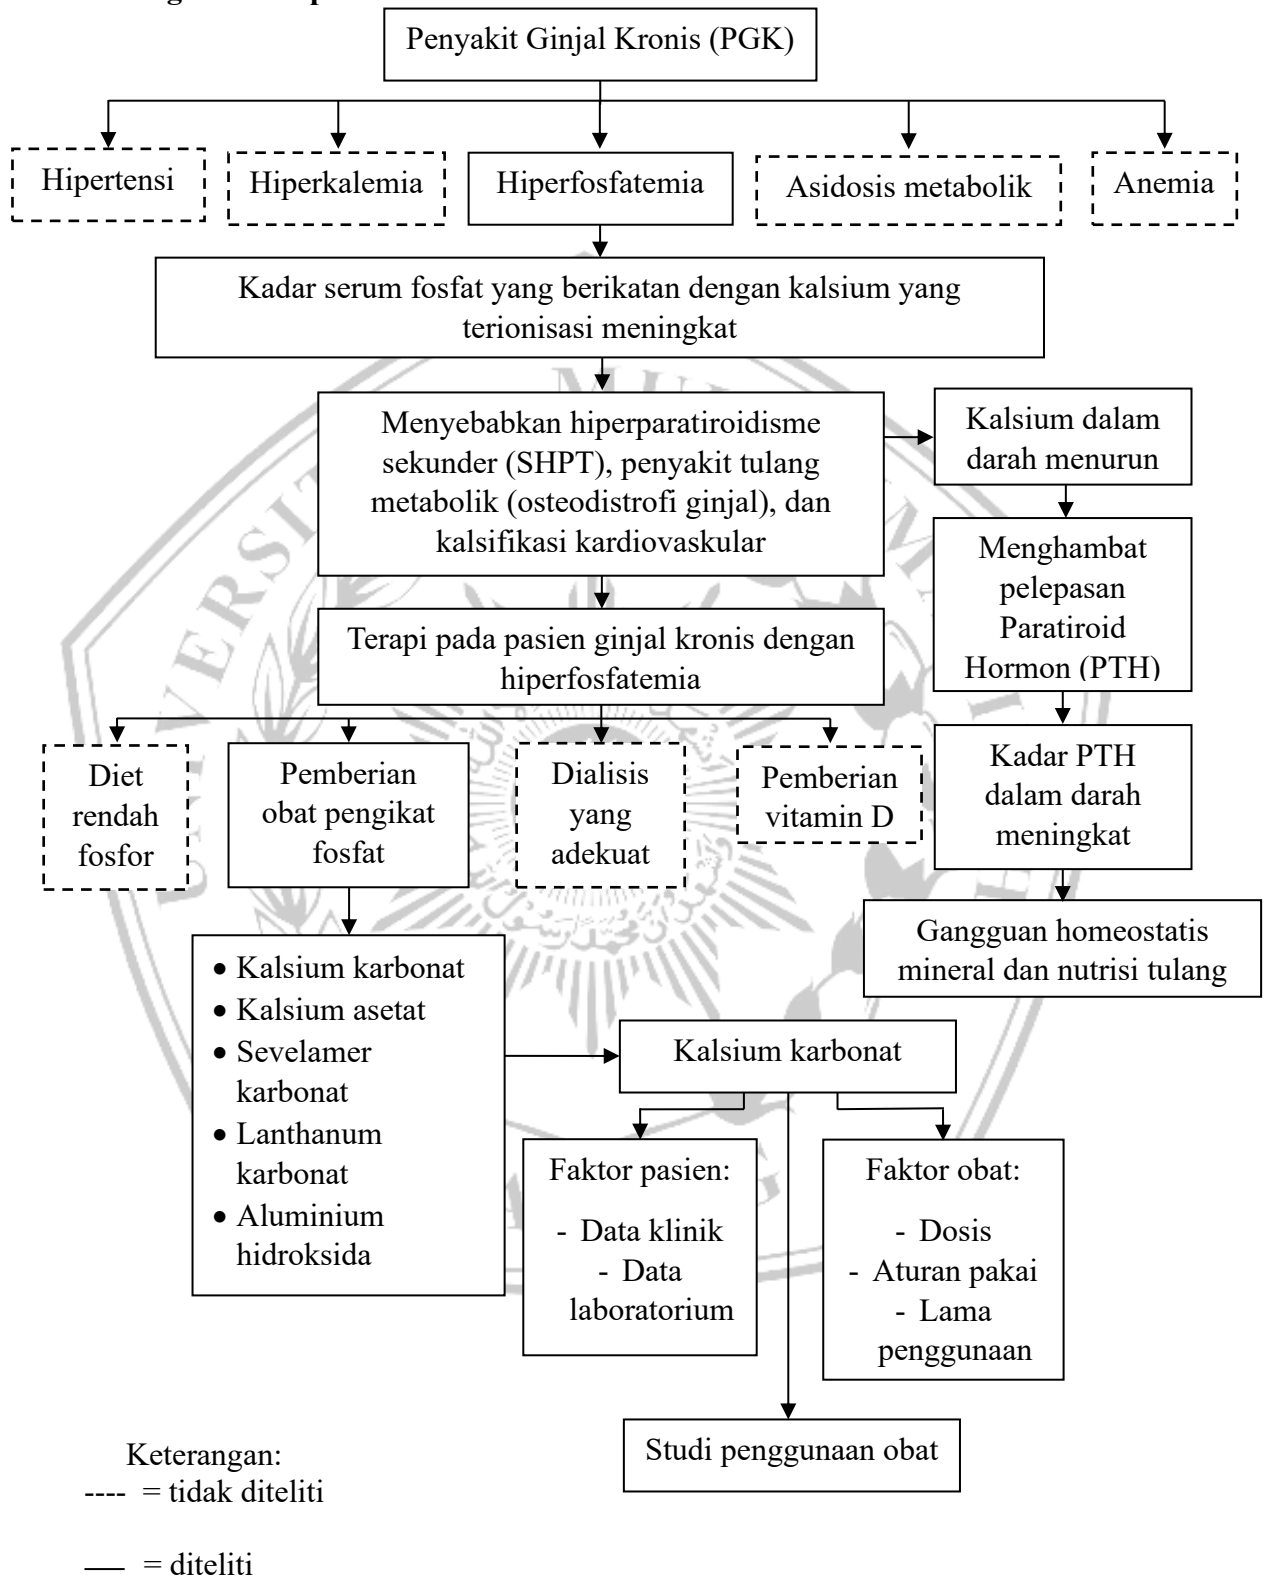 Penyakit Ginjal Kronis (PGK)
Hipertensi
Hiperkalemia
Hiperfosfatemia
Asidosis metabolik
Anemia
Kadar serum fosfat yang berikatan dengan kalsium yang
terionisasi meningkat
Menyebabkan hiperparatiroidisme
sekunder (SHPT), penyakit tulang
metabolik (osteodistrofi ginjal), dan
kalsifikasi kardiovaskular
Kalsium dalam
darah menurun
Menghambat
pelepasan
Paratiroid
Hormon (PTH)
Terapi pada pasien ginjal kronis dengan
hiperfosfatemia
Diet
rendah
fosfor
Pemberian
obat pengikat
fosfat
Dialisis
yang
adekuat
Pemberian
vitamin D
Kadar PTH
dalam darah
meningkat
Gangguan homeostatis
mineral dan nutrisi tulang
• Kalsium karbonat
• Kalsium asetat
• Sevelamer
karbonat
• Lanthanum
karbonat
• Aluminium
hidroksida
Kalsium karbonat
Faktor pasien:
- Data klinik
- Data
laboratorium
Faktor obat:
- Dosis
- Aturan pakai
- Lama
penggunaan
Studi penggunaan obat
Keterangan:
---- = tidak diteliti
— = diteliti